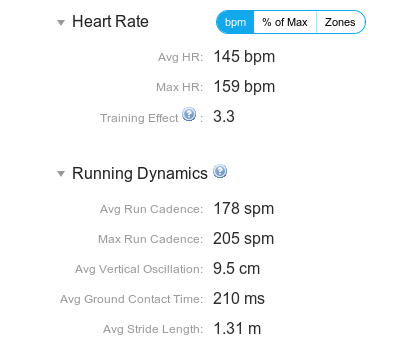 Heart Rate bpm % of Max Zones
Avg HR: 145 bpm
Max HR: 159 bpm
Training Effect ? : 3.3
Running Dynamics ?
Avg Run Cadence: 178 spm
Max Run Cadence: 205 spm
Avg Vertical Oscillation: 9.5 cm
Avg Ground Contact Time: 210 ms
Avg Stride Length: 1.31 m